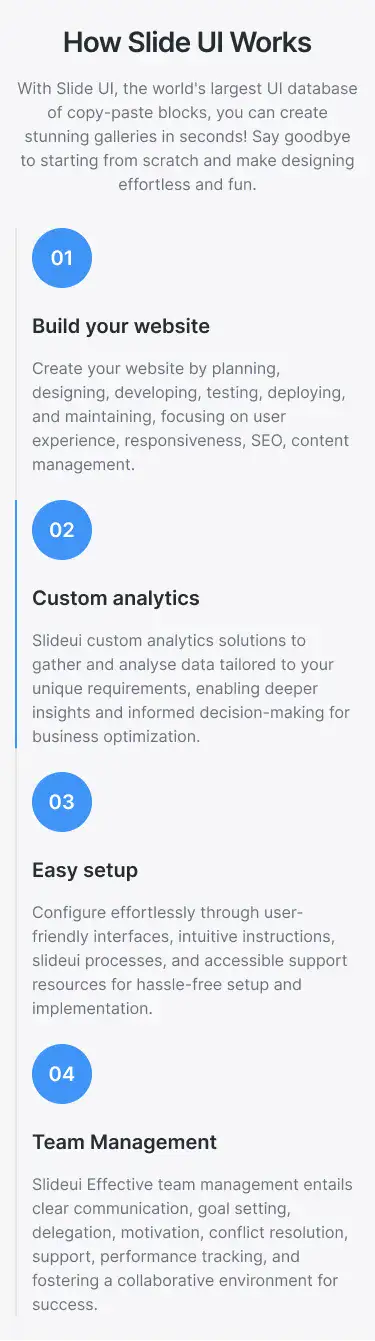 How Slide UI Works
With Slide UI, the world's largest UI database
of copy-paste blocks, you can create
stunning galleries in seconds! Say goodbye
to starting from scratch and make designing
effortless and fun.
01
Build your website
Create your website by planning,
designing, developing, testing, deploying,
and maintaining, focusing on user
experience, responsiveness, SEO, content
management.
02
Custom analytics
Slideui custom analytics solutions to
gather and analyse data tailored to your
unique requirements, enabling deeper
insights and informed decision-making for
business optimization.
03
Easy setup
Configure effortlessly through user-
friendly interfaces, intuitive instructions,
slideui processes, and accessible support
resources for hassle-free setup and
implementation.
04
Team Management
Slideui Effective team management entails
clear communication, goal setting,
delegation, motivation, conflict resolution,
support, performance tracking, and
fostering a collaborative environment for
success.